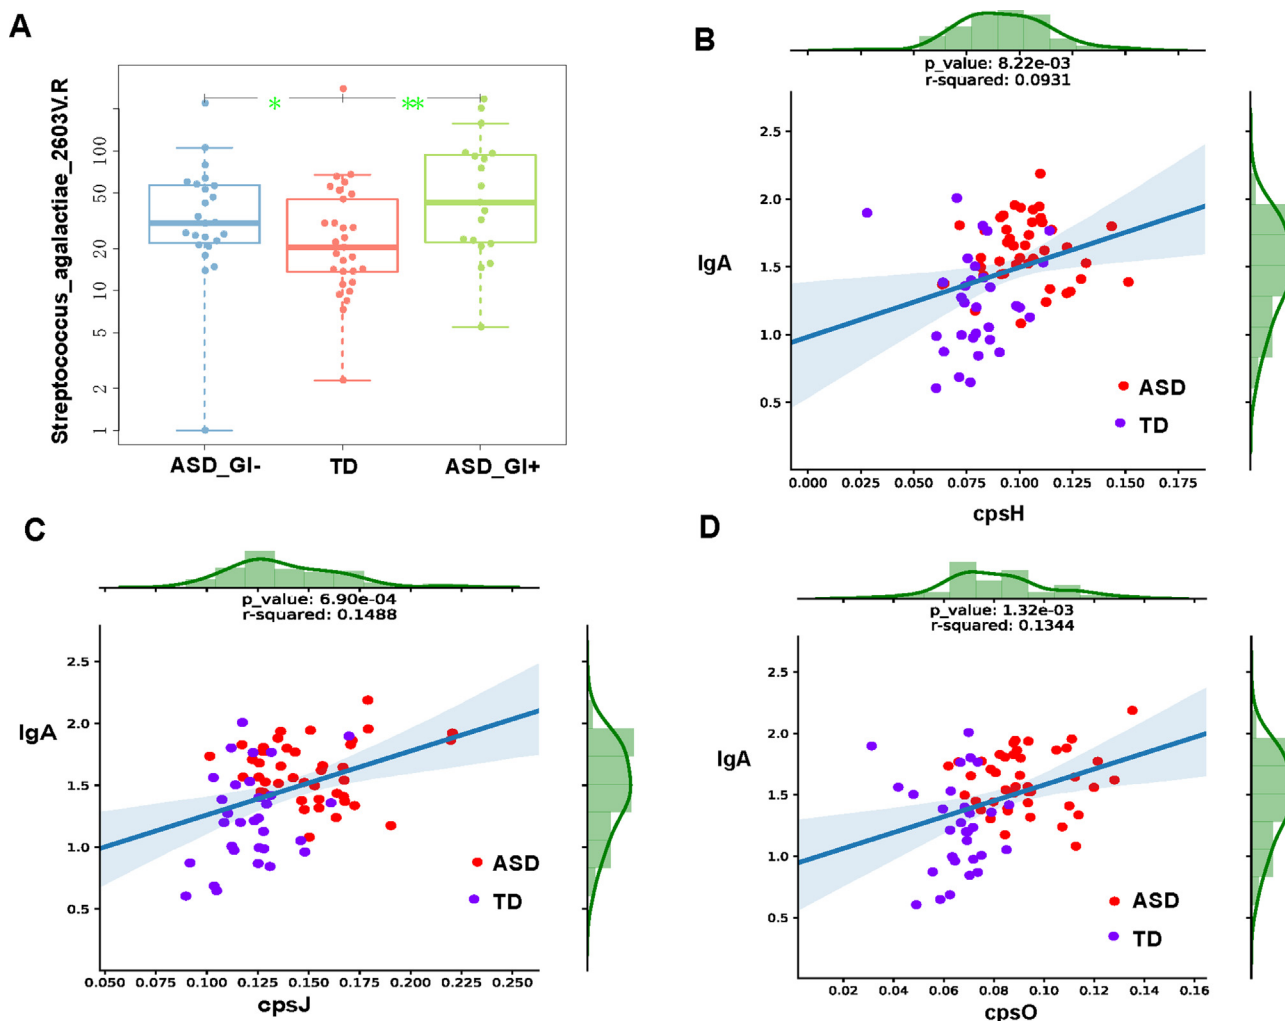 A
Streptococcus_agalactiae_2603V.R
100
50
20
10
5
2
1
*
**
ASD_GI-
TD
ASD_GI+
B
p_value: 8.22e-03
r-squared: 0.0931
IgA
2.5
2.0
1.5
1.0
0.5
ASD
TD
0.000
0.025
0.050
0.075
0.100
0.125
0.150
0.175
cpsH
C
p_value: 6.90e-04
r-squared: 0.1488
IgA
2.5
2.0
1.5
1.0
0.5
ASD
TD
0.050
0.075
0.100
0.125
0.150
0.175
0.200
0.225
0.250
cpsJ
D
p_value: 1.32e-03
r-squared: 0.1344
IgA
2.5
2.0
1.5
1.0
0.5
ASD
TD
0.02
0.04
0.06
0.08
0.10
0.12
0.14
0.16
cpsO